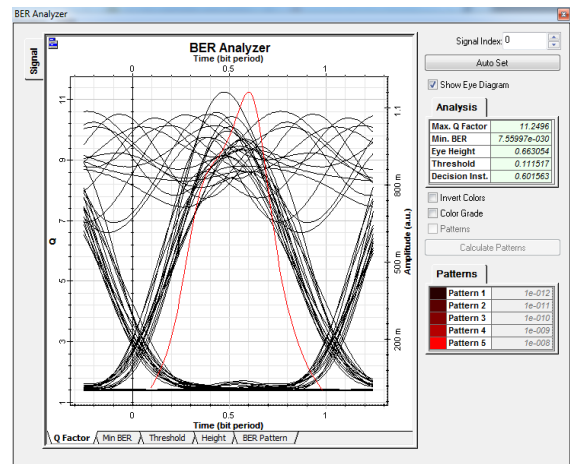 BER Analyzer
Signal Index: 0
Auto Set
Show Eye Diagram
Analysis
Max. Q Factor 11.2496
Min. BER 7.55997e-030
Eye Height 0.663054
Threshold 0.111517
Decision Inst. 0.601563
Invert Colors
Color Grade
Patterns
Calculate Patterns
Patterns
Pattern 1 1e-012
Pattern 2 1e-011
Pattern 3 1e-010
Pattern 4 1e-009
Pattern 5 1e-008
Signal
BER Analyzer
Time (bit period)
0 0.5 1
Q
11
9
7
5
3
1
Amplitude (a.u.)
1.1
800 m
500 m
200 m
0 0.5 1
Time (bit period)
Q Factor Min BER Threshold Height BER Pattern